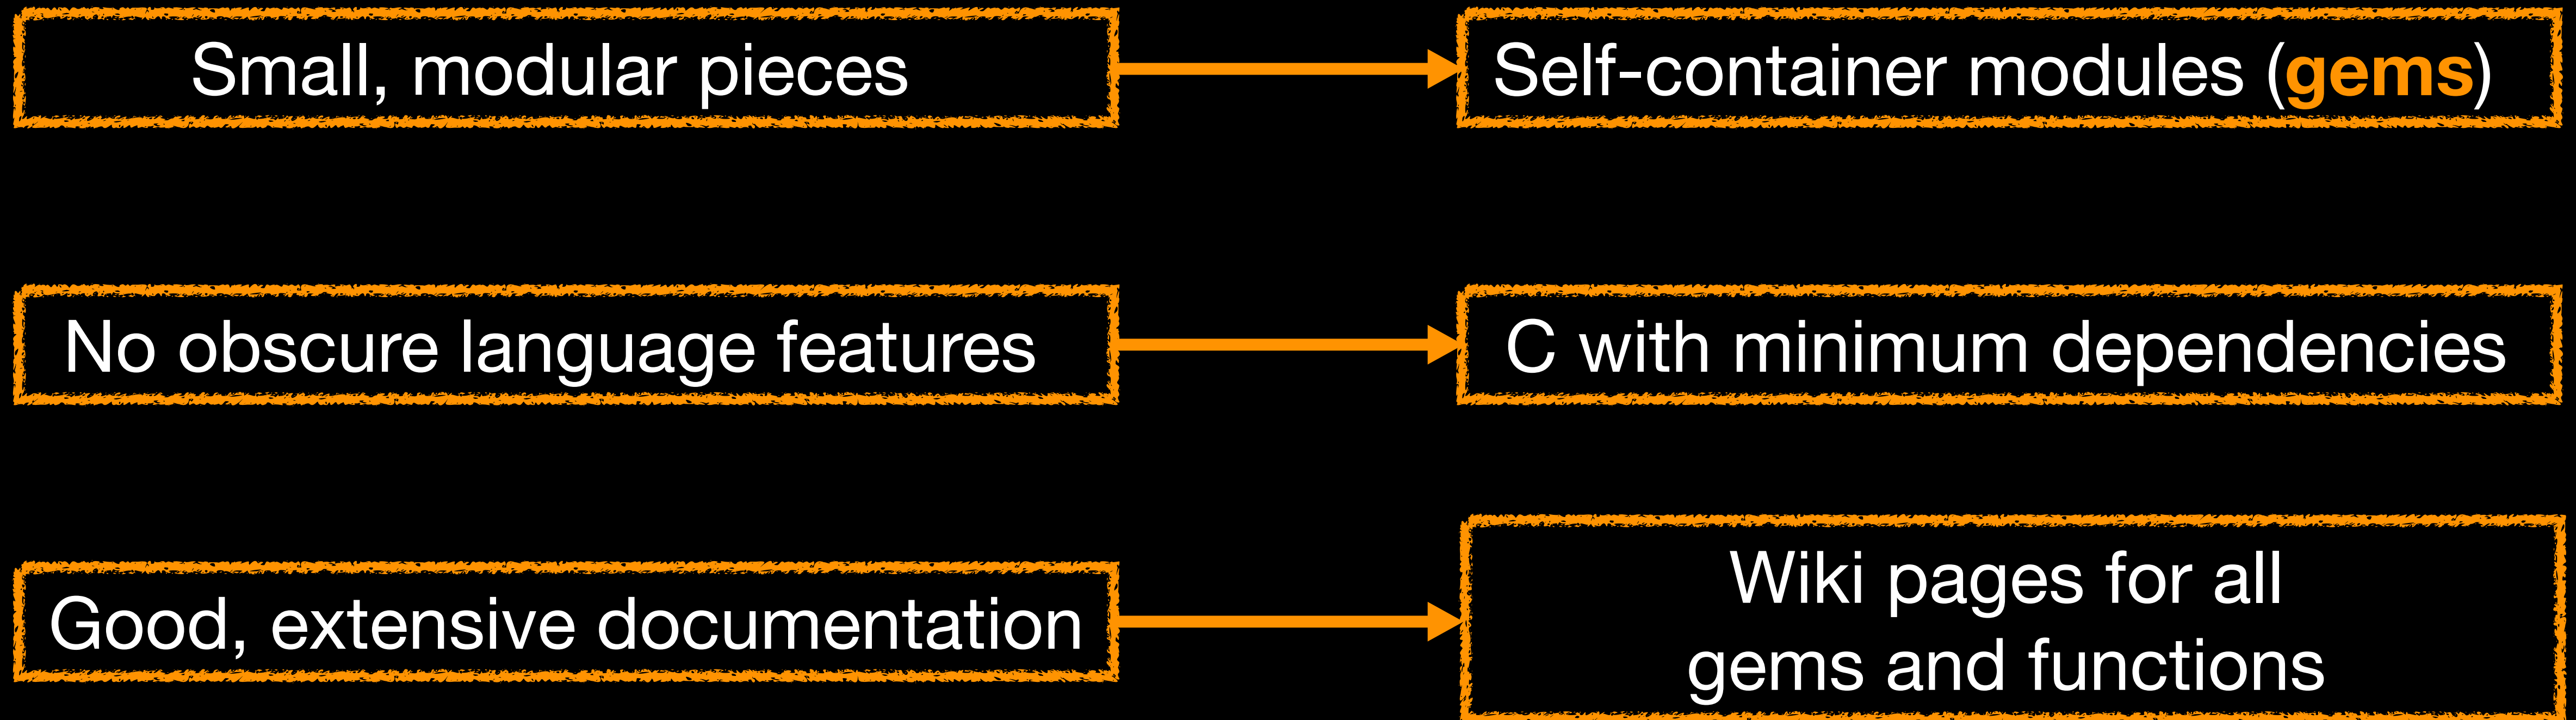 Small, modular pieces
Self-container modules (gems)
No obscure language features
C with minimum dependencies
Good, extensive documentation
Wiki pages for all
gems and functions